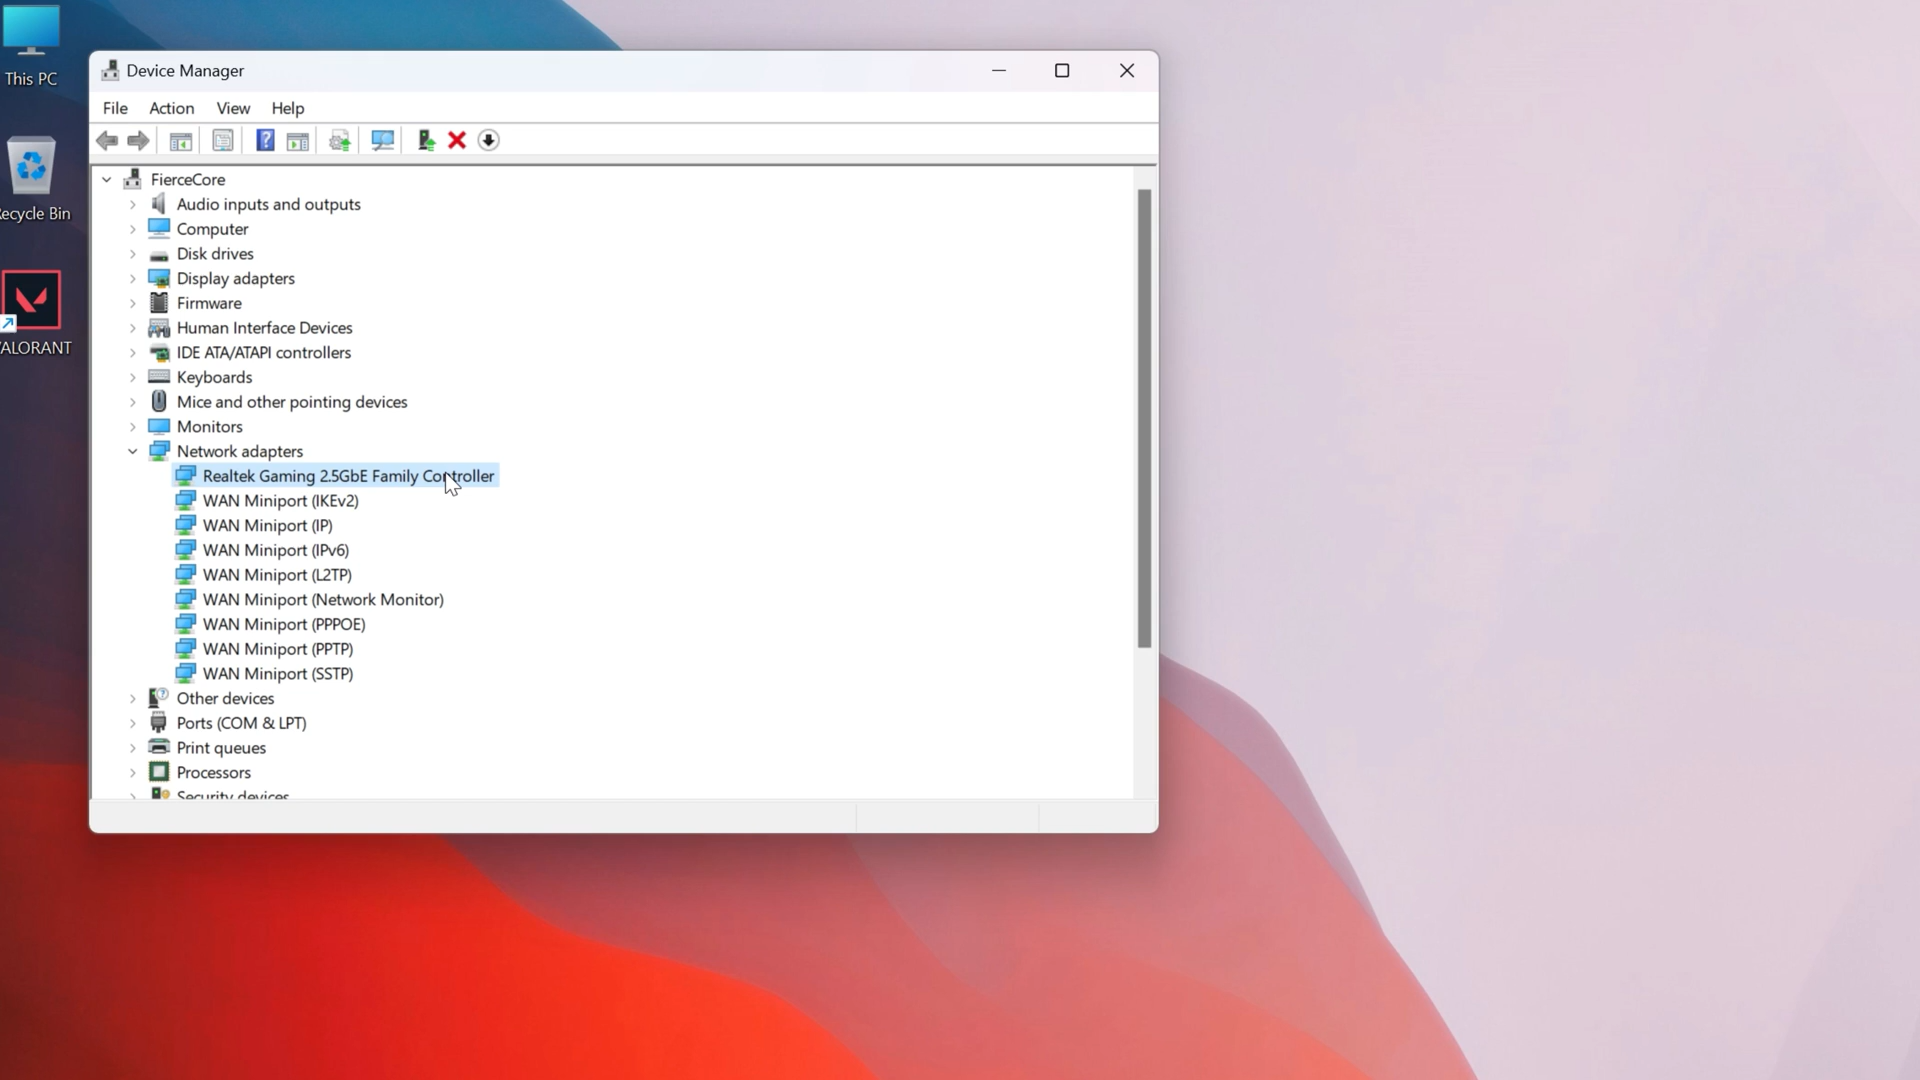 This PC
ecycle Bin
ALORANT
Device Manager
File Action View Help
FierceCore
Audio inputs and outputs
Computer
Disk drives
Display adapters
Firmware
Human Interface Devices
IDE ATA/ATAPI controllers
Keyboards
Mice and other pointing devices
Monitors
Network adapters
Realtek Gaming 2.5GbE Family Controller
WAN Miniport (IKEv2)
WAN Miniport (IP)
WAN Miniport (IPv6)
WAN Miniport (L2TP)
WAN Miniport (Network Monitor)
WAN Miniport (PPPOE)
WAN Miniport (PPTP)
WAN Miniport (SSTP)
Other devices
Ports (COM & LPT)
Print queues
Processors
Security devices